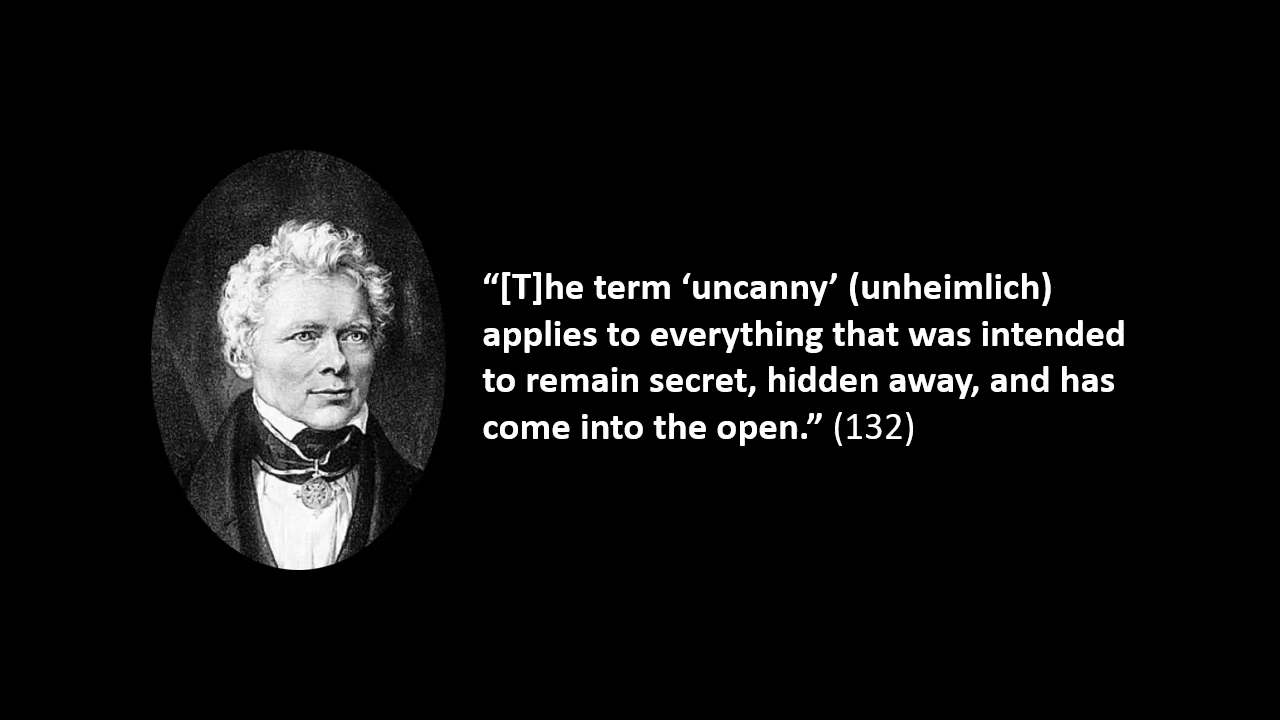 “[T]he term ‘uncanny’ (unheimlich)
applies to everything that was intended
to remain secret, hidden away, and has
come into the open.” (132)